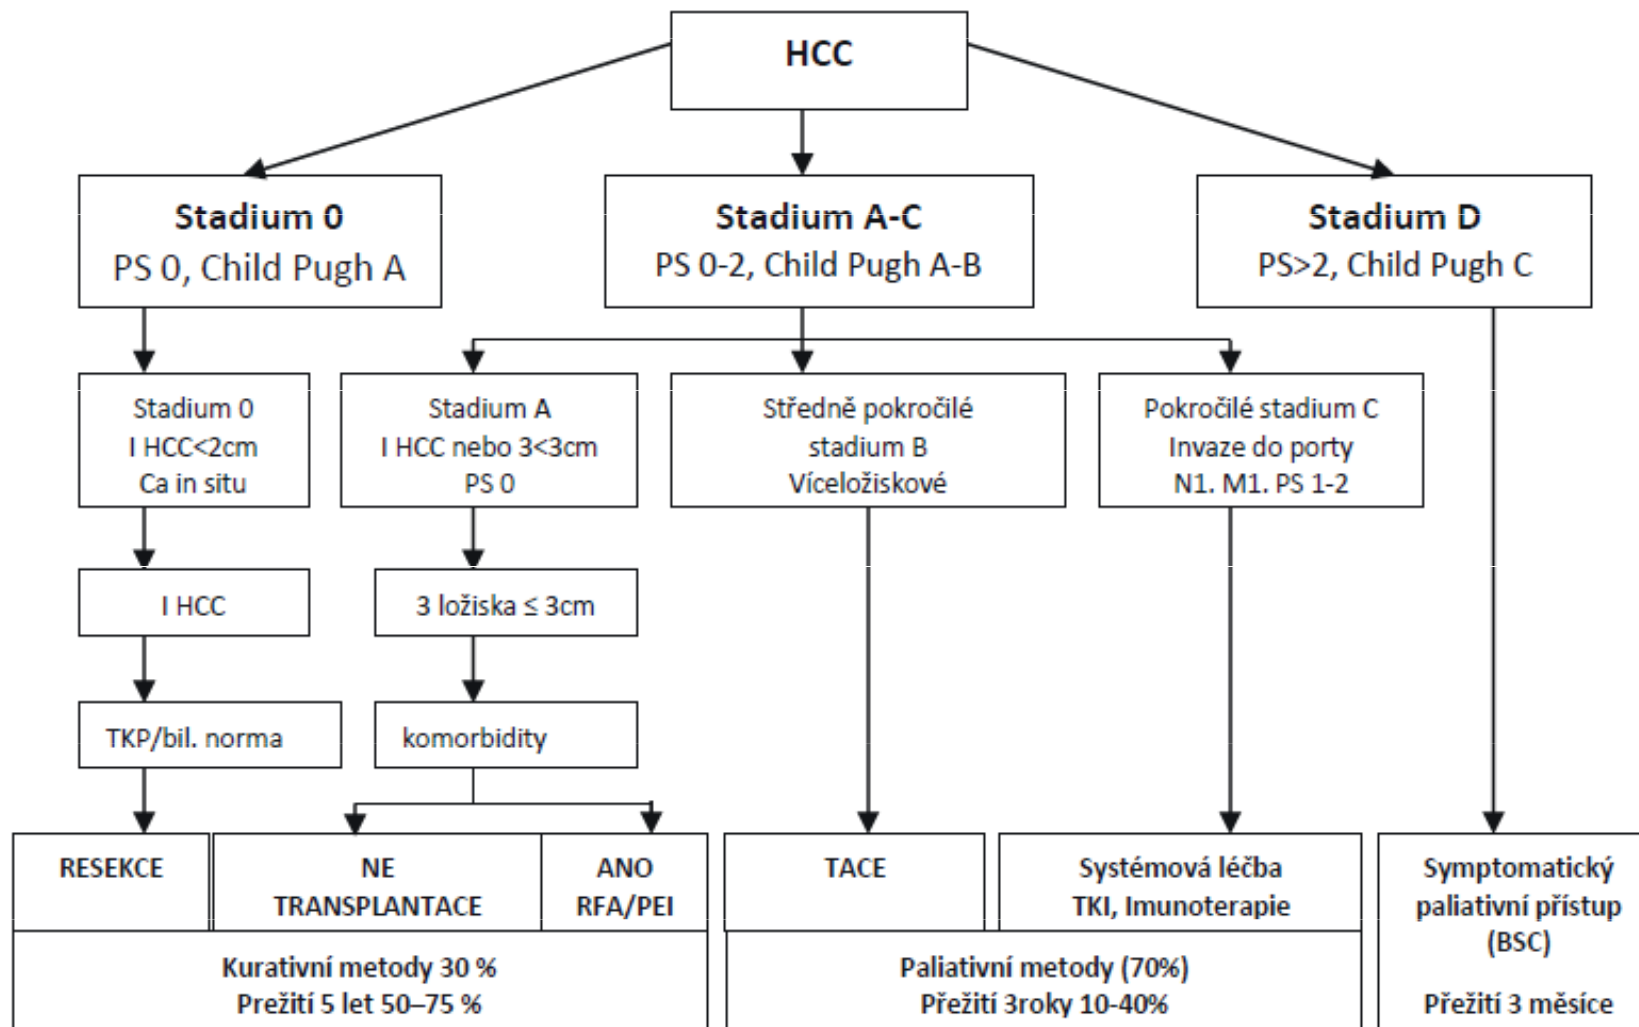 HCC
Stadium 0
PS 0, Child Pugh A
Stadium A-C
PS 0-2, Child Pugh A-B
Stadium D
PS>2, Child Pugh C
Stadium 0
I HCC<2cm
Ca in situ
Stadium A
I HCC nebo 3<3cm
PS 0
Středně pokročilé
stadium B
Víceložiskové
Pokročilé stadium C
Invaze do porty
N1. M1. PS 1-2
I HCC
3 ložiska ≤ 3cm
TKP/bil. norma
komorbidity
RESEKCE
NE
TRANSPLANTACE
ANO
RFA/PEI
TACE
Systémová léčba
TKI, Imunoterapie
Symptomatický
paliativní přístup
(BSC)
Přežití 3 měsíce
Kurativní metody 30 %
Prežití 5 let 50–75 %
Paliativní metody (70%)
Přežití 3roky 10-40%